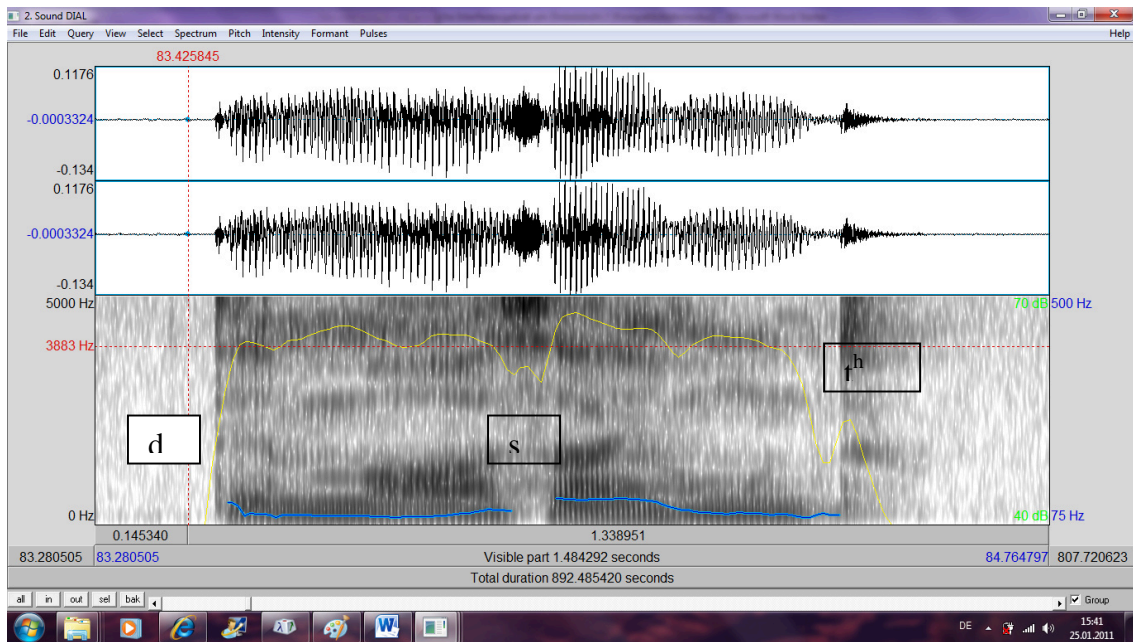 2. Sound DIAL
File Edit Query View Select Spectrum Pitch Intensity Formant Pulses Help
83.425845
0.1176
-0.0003324
-0.134
0.1176
-0.0003324
-0.134
5000 Hz 70 dB 500 Hz
3883 Hz
tʰ
d
s
0 Hz 40 dB 75 Hz
0.145340 1.338951
83.280505 83.280505 Visible part 1.484292 seconds 84.764797 807.720623
Total duration 892.485420 seconds
all in out sel bak Group
DE 15:41
25.01.2011